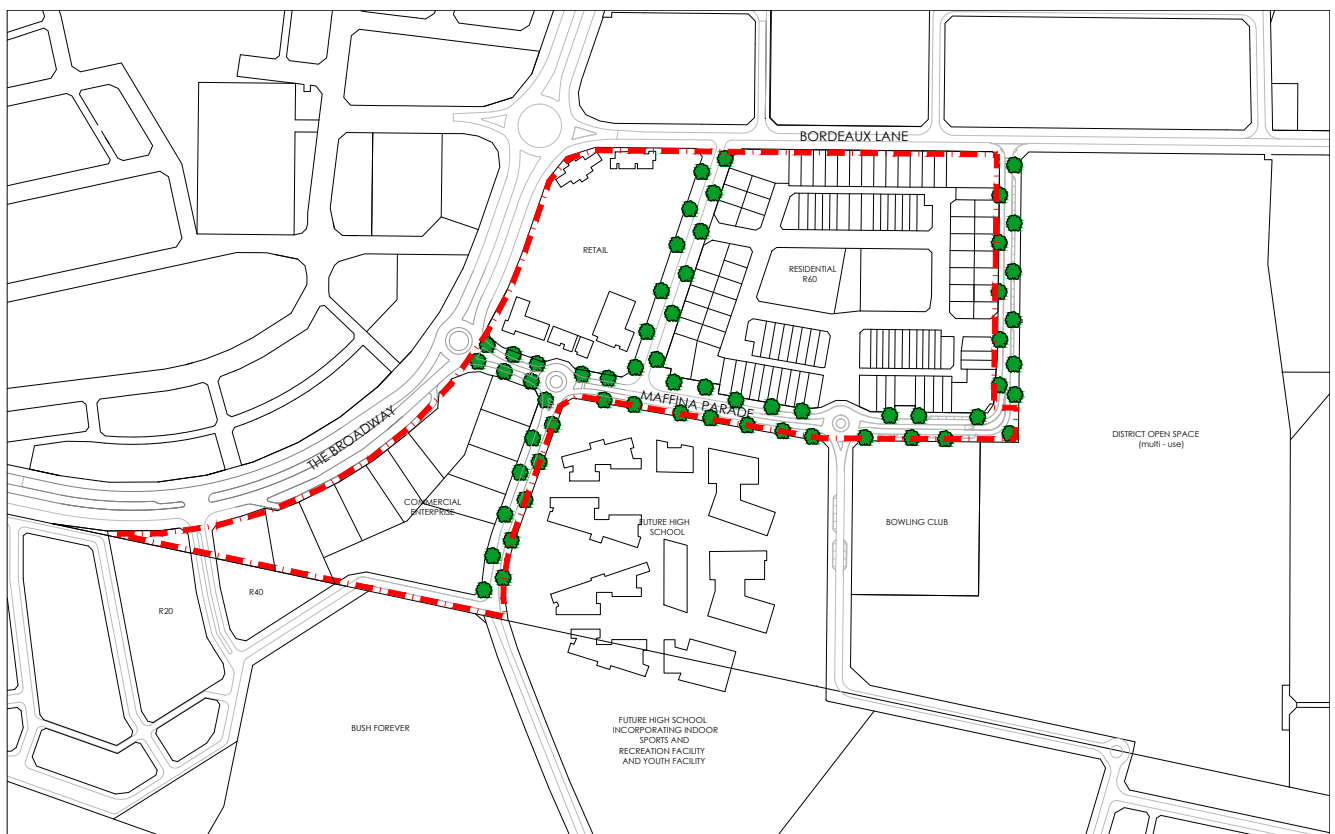 BORDEAUX LANE
RETAIL
RESIDENTIAL
R60
MAFFINA PARADE
THE BROADWAY
DISTRICT OPEN SPACE
(multi - use)
COMMERCIAL
ENTERPRISE
FUTURE HIGH
SCHOOL
BOWLING CLUB
R40
R20
BUSH FOREVER
FUTURE HIGH SCHOOL
INCORPORATING INDOOR
SPORTS AND
RECREATION FACILITY
AND YOUTH FACILITY